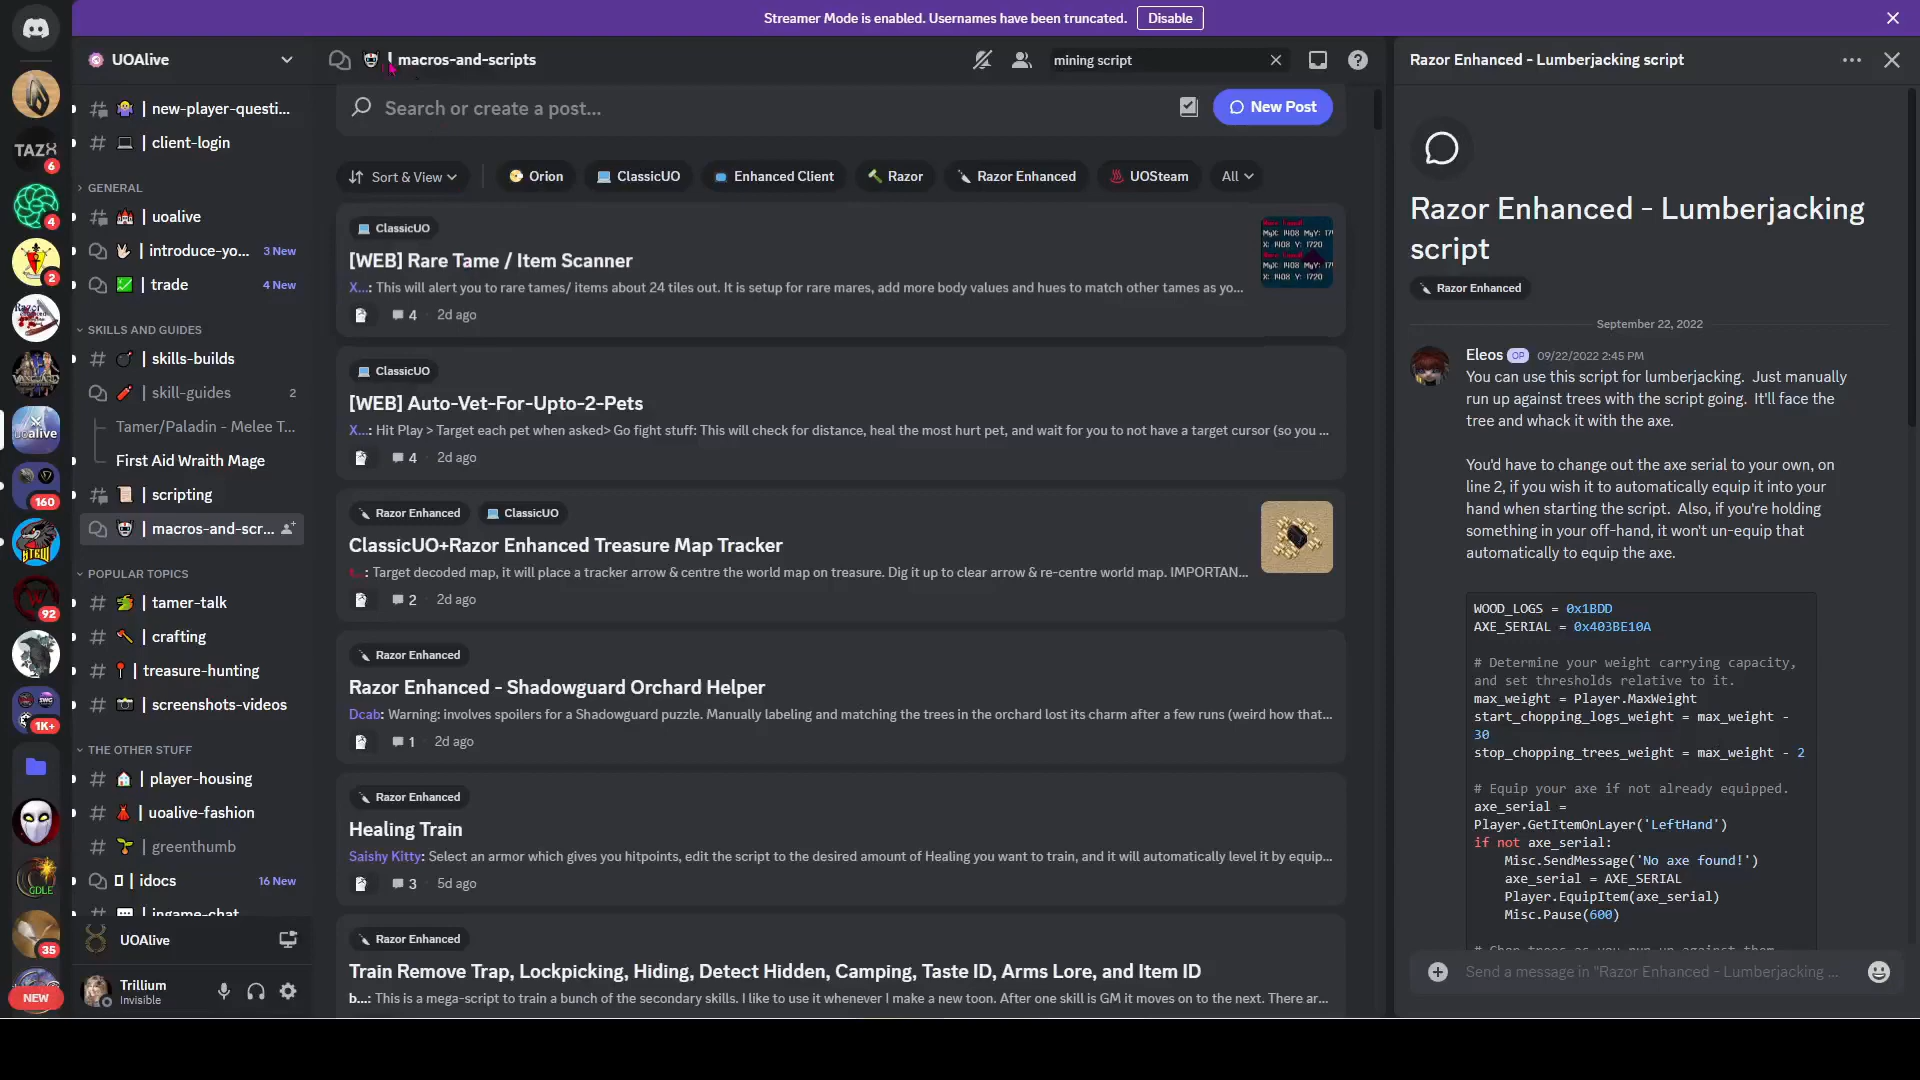 Streamer Mode is enabled. Usernames have been truncated.
Disable
TAZ
6
4
2
uoalive
160
92
1K+
GDLE
35
NEW
UOAlive
| new-player-questi...
| client-login
GENERAL
| uoalive
| introduce-yo...
3 New
| trade
4 New
SKILLS AND GUIDES
| skills-builds
| skill-guides
2
Tamer/Paladin - Melee T...
First Aid Wraith Mage
| scripting
| macros-and-scr...
POPULAR TOPICS
| tamer-talk
| crafting
| treasure-hunting
| screenshots-videos
THE OTHER STUFF
| player-housing
| uoalive-fashion
| greenthumb
| idocs
16 New
| ingame-chat
UOAlive
Trillium
Invisible
| macros-and-scripts
mining script
Search or create a post...
New Post
Sort & View
Orion
ClassicUO
Enhanced Client
Razor
Razor Enhanced
UOSteam
All
ClassicUO
[WEB] Rare Tame / Item Scanner
X...: This will alert you to rare tames/ items about 24 tiles out. It is setup for rare mares, add more body values and hues to match other tames as yo...
4
2d ago
ClassicUO
[WEB] Auto-Vet-For-Upto-2-Pets
X...: Hit Play > Target each pet when asked> Go fight stuff: This will check for distance, heal the most hurt pet, and wait for you to not have a target cursor (so you ...
4
2d ago
Razor Enhanced
ClassicUO
ClassicUO+Razor Enhanced Treasure Map Tracker
: Target decoded map, it will place a tracker arrow & centre the world map on treasure. Dig it up to clear arrow & re-centre world map. IMPORTAN...
2
2d ago
Razor Enhanced
Razor Enhanced - Shadowguard Orchard Helper
Dcab: Warning: involves spoilers for a Shadowguard puzzle. Manually labeling and matching the trees in the orchard lost its charm after a few runs (weird how that...
1
2d ago
Razor Enhanced
Healing Train
Saishy Kitty: Select an armor which gives you hitpoints, edit the script to the desired amount of Healing you want to train, and it will automatically level it by equip...
3
5d ago
Razor Enhanced
Train Remove Trap, Lockpicking, Hiding, Detect Hidden, Camping, Taste ID, Arms Lore, and Item ID
b...: This is a mega-script to train a bunch of the secondary skills. I like to use it whenever I make a new toon. After one skill is GM it moves on to the next. There ar...
Razor Enhanced - Lumberjacking script
Razor Enhanced - Lumberjacking
script
Razor Enhanced
September 22, 2022
Eleos OP 09/22/2022 2:45 PM
You can use this script for lumberjacking. Just manually
run up against trees with the script going. It'll face the
tree and whack it with the axe.
You'd have to change out the axe serial to your own, on
line 2, if you wish it to automatically equip it into your
hand when starting the script. Also, if you're holding
something in your off-hand, it won't un-equip that
automatically to equip the axe.
WOOD_LOGS = 0x1BDD
AXE_SERIAL = 0x403BE10A
# Determine your weight carrying capacity,
and set thresholds relative to it.
max_weight = Player.MaxWeight
start_chopping_logs_weight = max_weight -
30
stop_chopping_trees_weight = max_weight - 2
# Equip your axe if not already equipped.
axe_serial =
Player.GetItemOnLayer('LeftHand')
if not axe_serial:
Misc.SendMessage('No axe found!')
axe_serial = AXE_SERIAL
Player.EquipItem(axe_serial)
Misc.Pause(600)
# Chop trees as you run up against them
Send a message in "Razor Enhanced - Lumberjacking ...